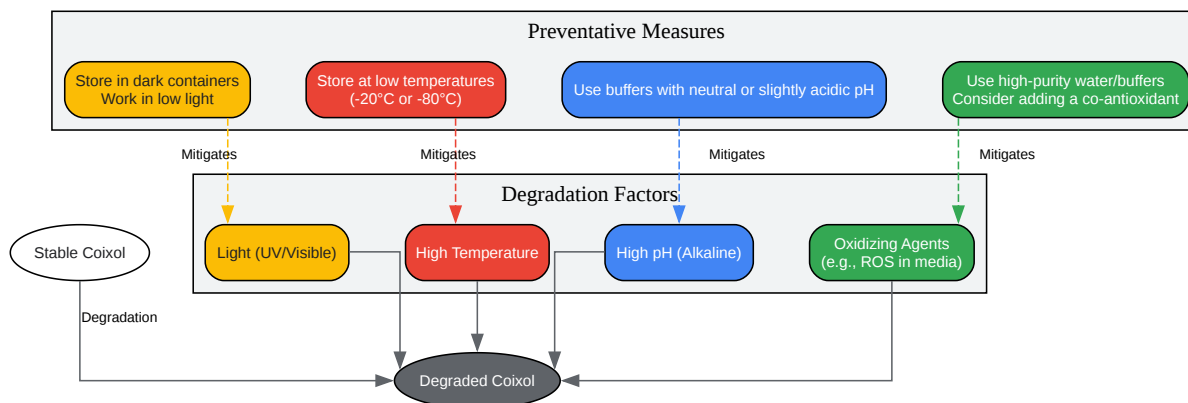 Preventative Measures
Store in dark containers
Work in low light
Store at low temperatures
(-20°C or -80°C)
Use buffers with neutral or slightly acidic pH
Use high-purity water/buffers
Consider adding a co-antioxidant
Mitigates
Mitigates
Mitigates
Mitigates
Degradation Factors
Stable Coixol
Light (UV/Visible)
High Temperature
High pH (Alkaline)
Oxidizing Agents
(e.g., ROS in media)
Degradation
Degraded Coixol